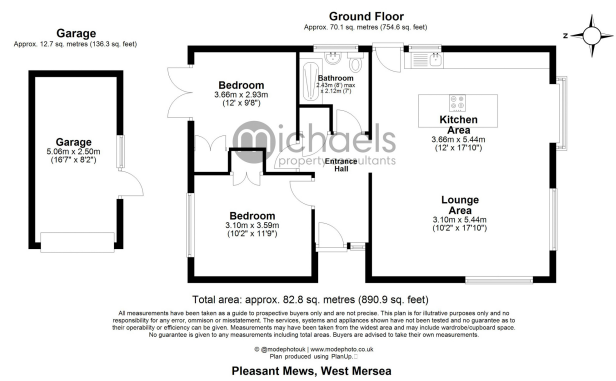 Garage
Approx. 12.7 sq. metres (136.3 sq. feet)
Ground Floor
Approx. 70.1 sq. metres (754.6 sq. feet)
Z
Bedroom
3.66m x 2.93m
(12' x 9'8")
Bathroom
2.43m (8') max
x 2.12m (7')
Garage
5.06m x 2.50m
(16'7" x 8'2")
Kitchen
Area
3.66m x 5.44m
(12' x 17'10")
michaels
property consultants
Entrance
Hall
Bedroom
3.10m x 3.59m
(10'2" x 11'9")
Lounge
Area
3.10m x 5.44m
(10'2" x 17'10")
Total area: approx. 82.8 sq. metres (890.9 sq. feet)
All measurements have been taken as a guide to prospective buyers only and are not precise. This plan is for illustrative purposes only and no
responsibility for any error, ommison or misstatement. The services, systems and appliances shown have not been tested and no guarantee as to
their operability or efficiency can be given. Measurements may have been taken from the widest area and may include wardrobe/cupboard space.
No guarantee is given to any measurements including total areas. Buyers are advised to take their own measurements.
© @modephotouk | www.modephoto.co.uk
Plan produced using PlanUp.
Pleasant Mews, West Mersea